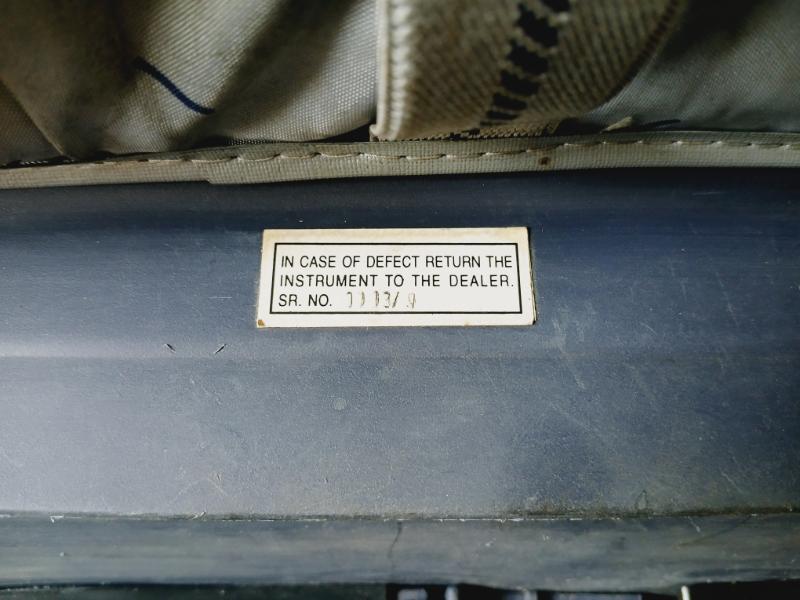 IN CASE OF DEFECT RETURN THE
INSTRUMENT TO THE DEALER.
SR. NO.